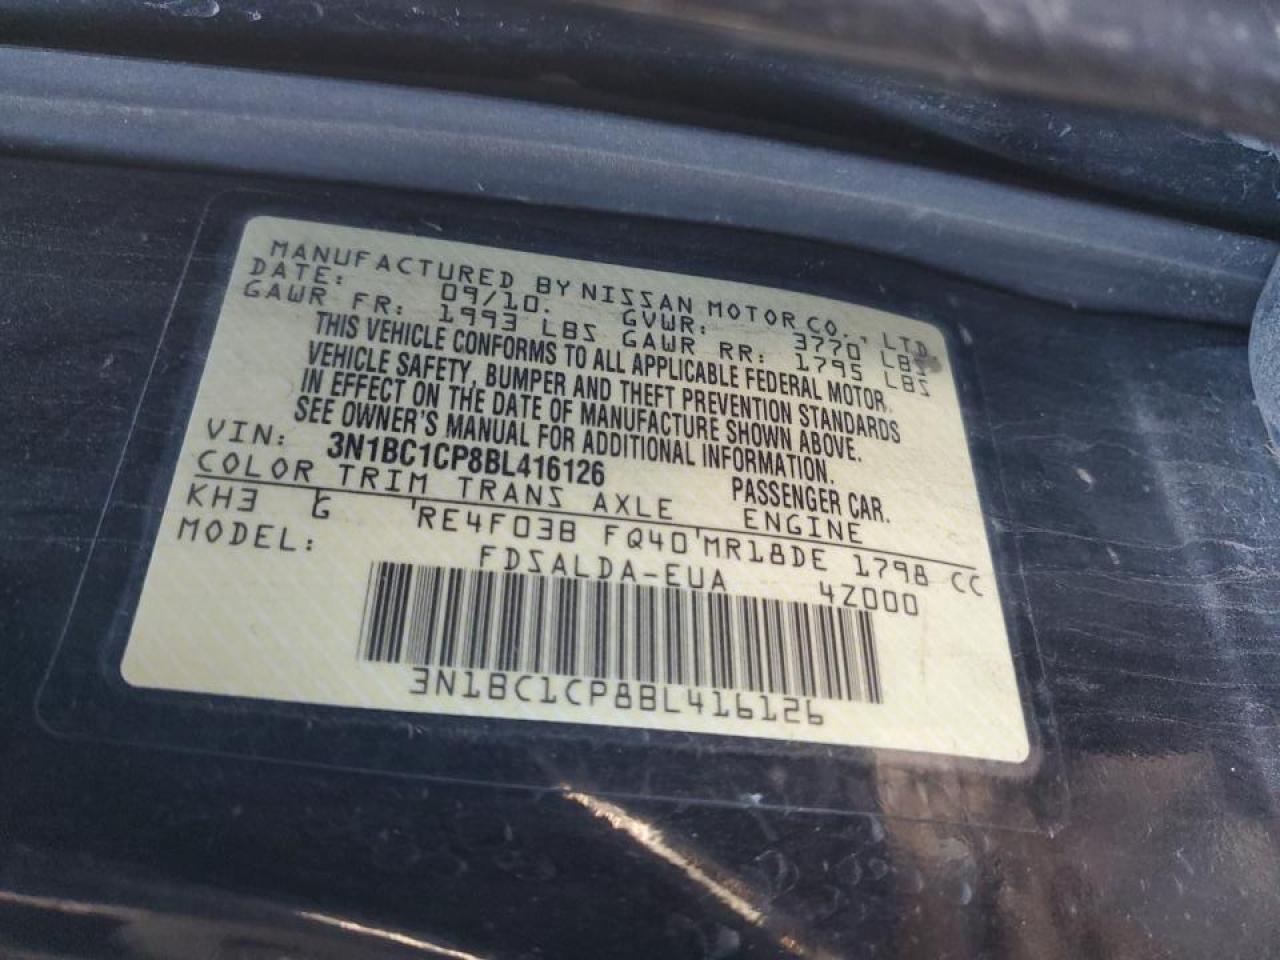 MANUFACTURED BY NISSAN MOTOR CO., LTD.
DATE: 09/10. GVWR: 3770 LBS
GAWR FR: 1993 LBS GAWR RR: 1795 LBS
THIS VEHICLE CONFORMS TO ALL APPLICABLE FEDERAL MOTOR
VEHICLE SAFETY, BUMPER AND THEFT PREVENTION STANDARDS
IN EFFECT ON THE DATE OF MANUFACTURE SHOWN ABOVE.
SEE OWNER'S MANUAL FOR ADDITIONAL INFORMATION.
VIN: 3N1BC1CP8BL416126 PASSENGER CAR.
COLOR TRIM TRANS AXLE ENGINE
KH3 G RE4F03B FQ40 MR18DE 1798 CC
MODEL: FDSALDA-EUA 4Z000
3N1BC1CP8BL416126